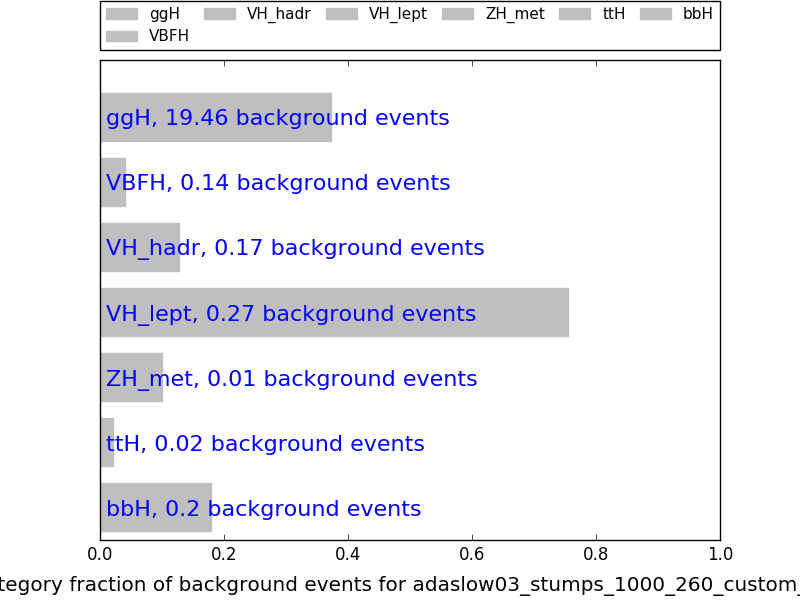 ggH VH_hadr VH_lept ZH_met ttH bbH
VBFH
ggH, 19.46 background events
VBFH, 0.14 background events
VH_hadr, 0.17 background events
VH_lept, 0.27 background events
ZH_met, 0.01 background events
ttH, 0.02 background events
bbH, 0.2 background events
0.0 0.2 0.4 0.6 0.8 1.0
tegory fraction of background events for adaslow03_stumps_1000_260_custom_